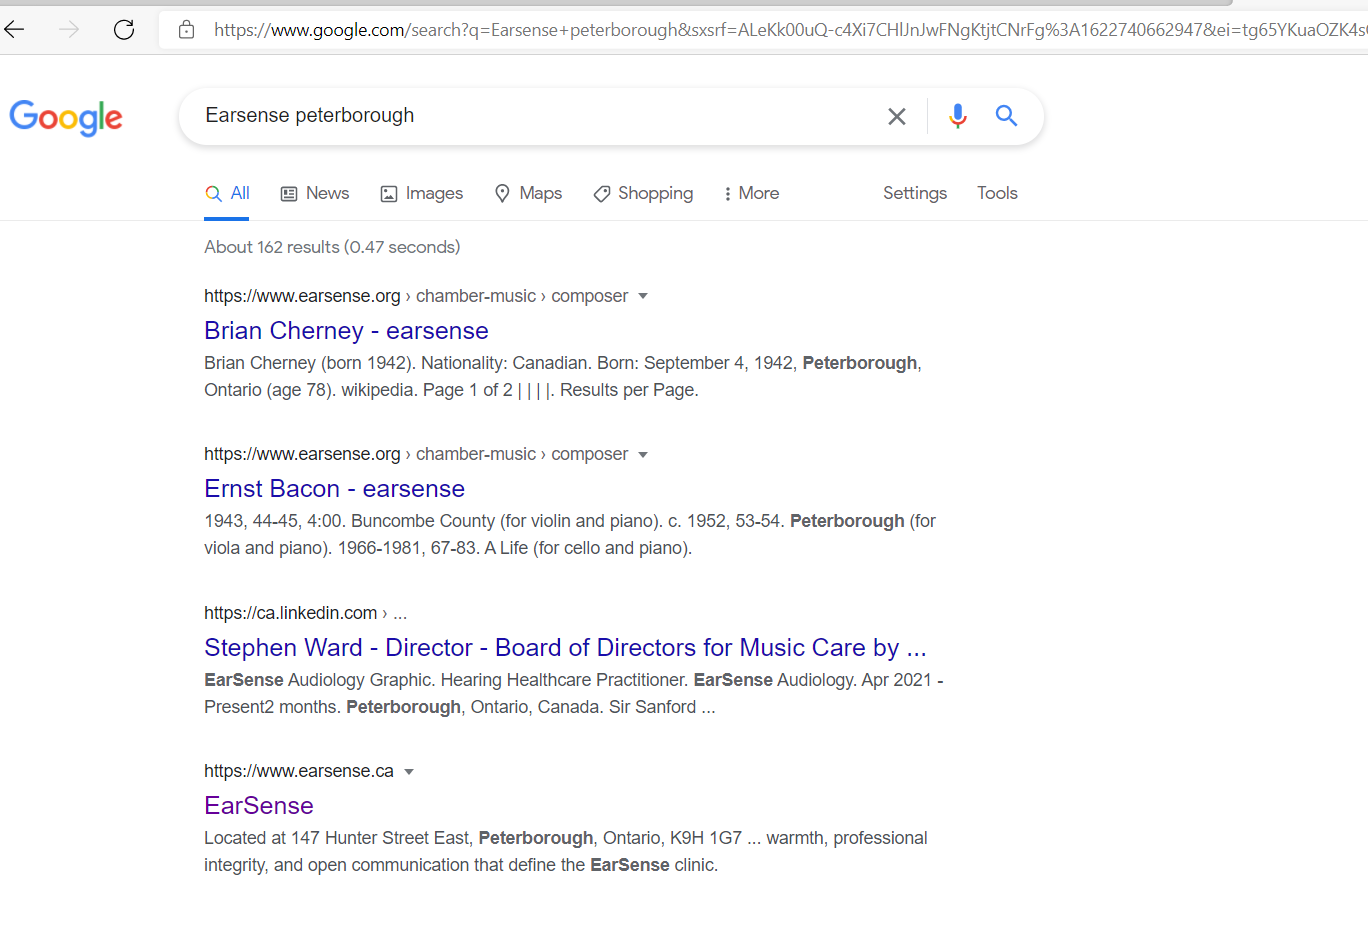 https://www.google.com/search?q=Earsense+peterborough&sxsrf=ALeKk00uQ-c4Xi7CHlJnJwFNgKtjtCNrFg%3A1622740662947&ei=tg65YKuaOZK4s
Google
Earsense peterborough
All News Images Maps Shopping More Settings Tools
About 162 results (0.47 seconds)
https://www.earsense.org › chamber-music › composer
Brian Cherney - earsense
Brian Cherney (born 1942). Nationality: Canadian. Born: September 4, 1942, Peterborough,
Ontario (age 78). wikipedia. Page 1 of 2 | | | |. Results per Page.
https://www.earsense.org › chamber-music › composer
Ernst Bacon - earsense
1943, 44-45, 4:00. Buncombe County (for violin and piano). c. 1952, 53-54. Peterborough (for
viola and piano). 1966-1981, 67-83. A Life (for cello and piano).
https://ca.linkedin.com › ...
Stephen Ward - Director - Board of Directors for Music Care by ...
EarSense Audiology Graphic. Hearing Healthcare Practitioner. EarSense Audiology. Apr 2021 -
Present2 months. Peterborough, Ontario, Canada. Sir Sanford ...
https://www.earsense.ca
EarSense
Located at 147 Hunter Street East, Peterborough, Ontario, K9H 1G7 ... warmth, professional
integrity, and open communication that define the EarSense clinic.